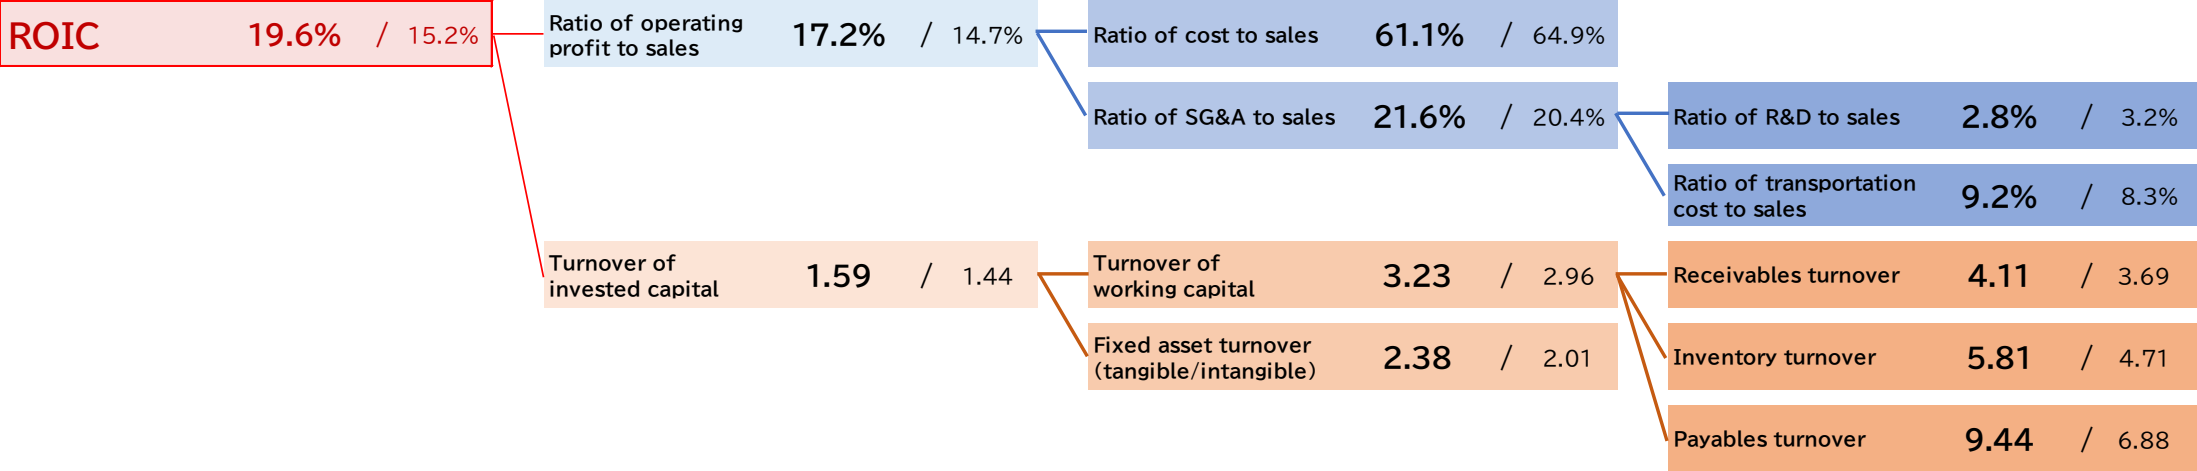 ROIC 19.6% / 15.2%
Ratio of operating
profit to sales
17.2% / 14.7%
Ratio of cost to sales 61.1% / 64.9%
Ratio of SG&A to sales 21.6% / 20.4%
Ratio of R&D to sales 2.8% / 3.2%
Ratio of transportation
cost to sales
9.2% / 8.3%
Turnover of
invested capital
1.59 / 1.44
Turnover of
working capital
3.23 / 2.96
Receivables turnover 4.11 / 3.69
Fixed asset turnover
(tangible/intangible)
2.38 / 2.01
Inventory turnover 5.81 / 4.71
Payables turnover 9.44 / 6.88